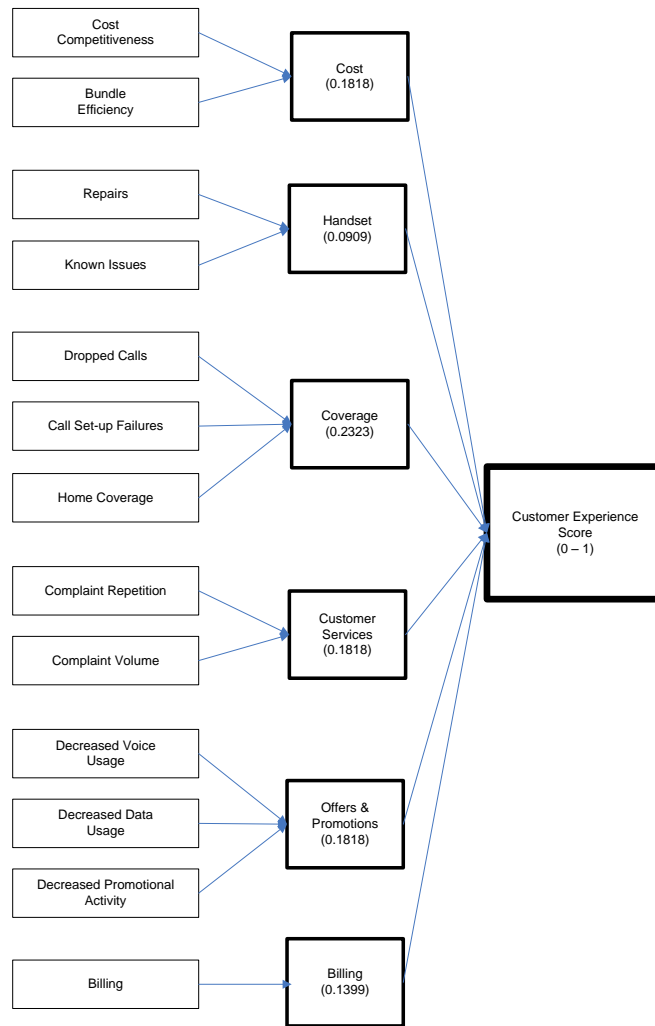 Cost
Competitiveness
Bundle
Efficiency
Cost
(0.1818)
Repairs
Known Issues
Handset
(0.0909)
Dropped Calls
Call Set-up Failures
Home Coverage
Coverage
(0.2323)
Complaint Repetition
Complaint Volume
Customer
Services
(0.1818)
Decreased Voice
Usage
Decreased Data
Usage
Decreased Promotional
Activity
Offers &
Promotions
(0.1818)
Billing
Billing
(0.1399)
Customer Experience
Score
(0 – 1)